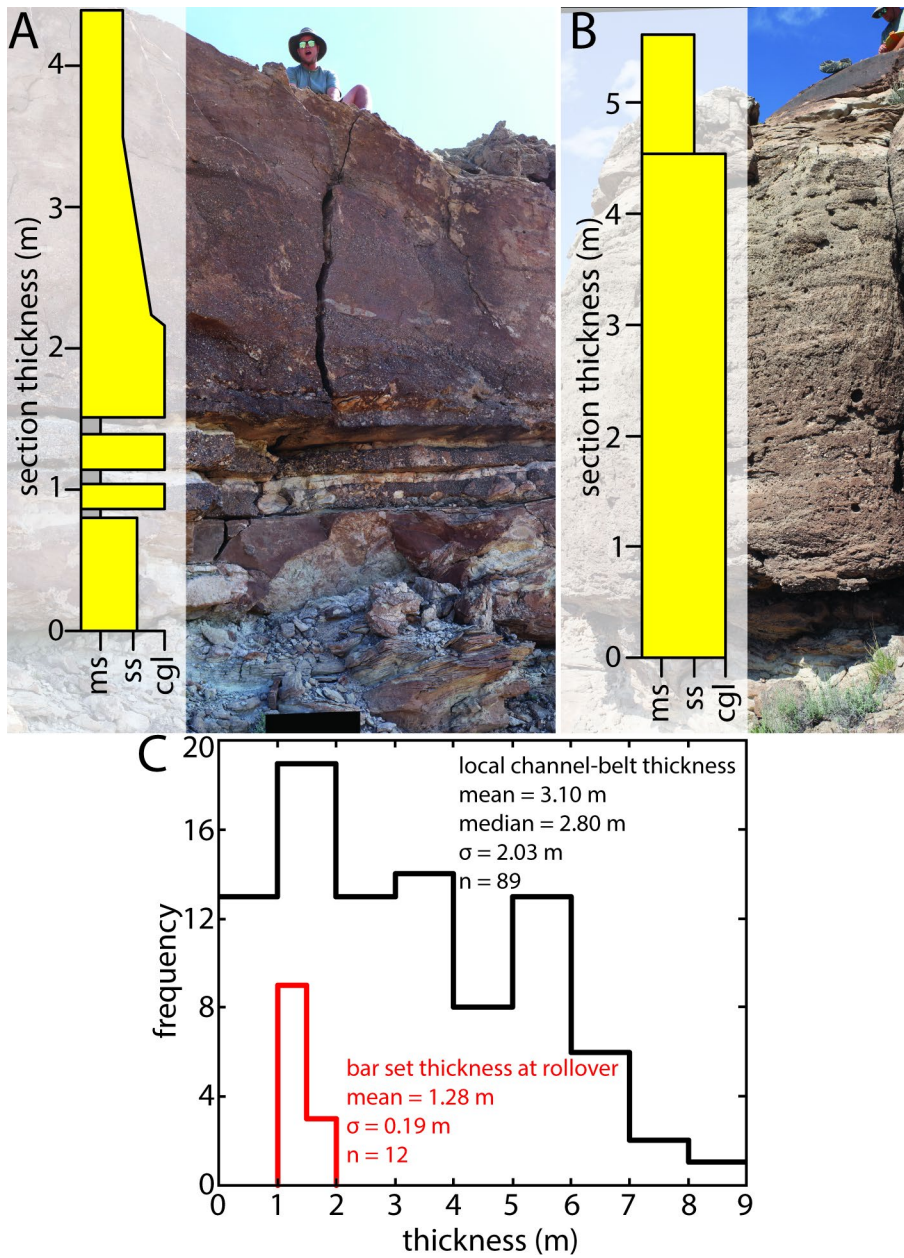 A
section thickness (m)
4
3
2
1
0
ms
ss
cgl
B
section thickness (m)
5
4
3
2
1
0
ms
ss
cgl
C
frequency
20
16
12
8
4
0
0 1 2 3 4 5 6 7 8 9
thickness (m)
local channel-belt thickness
mean = 3.10 m
median = 2.80 m
σ = 2.03 m
n = 89
bar set thickness at rollover
mean = 1.28 m
σ = 0.19 m
n = 12